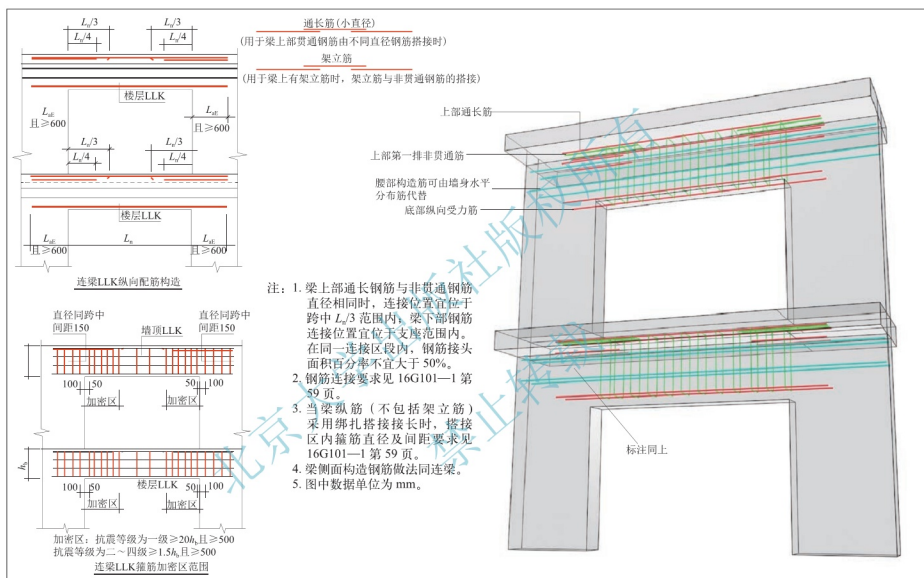 Ln/3
Ln/3
Ln/4
Ln/4
通长筋(小直径)
(用于梁上部贯通钢筋由不同直径钢筋搭接时)
架立筋
(用于梁上有架立筋时，架立筋与非贯通钢筋的搭接)
楼层LLK
LaE
且≥600
LaE
且≥600
Ln/3
Ln/3
Ln/4
Ln/4
楼层LLK
LaE
且≥600
Ln
LaE
且≥600
连梁LLK纵向配筋构造
直径同跨中
间距150
墙顶LLK
直径同跨中
间距150
100
50
50
100
加密区
加密区
hb
楼层LLK
100
50
50
100
加密区
加密区
加密区：抗震等级为一级≥20hb且≥500
抗震等级为二～四级≥1.5hb且≥500
连梁LLK箍筋加密区范围
注：1. 梁上部通长钢筋与非贯通钢筋
直径相同时，连接位置宜位于
跨中 Ln/3 范围内；梁下部钢筋
连接位置宜位于支座范围内。
在同一连接区段内，钢筋接头
面积百分率不宜大于 50%。
2. 钢筋连接要求见 16G101—1 第
59 页。
3. 当梁纵筋（不包括架立筋）
采用绑扎搭接接长时，搭接
区内箍筋直径及间距要求见
16G101—1 第 59 页。
4. 梁侧面构造钢筋做法同连梁。
5. 图中数据单位为 mm。
上部通长筋
上部第一排非贯通筋
腰部构造筋可由墙身水平
分布筋代替
底部纵向受力筋
标注同上
北京大学出版社版权所有
禁止转载